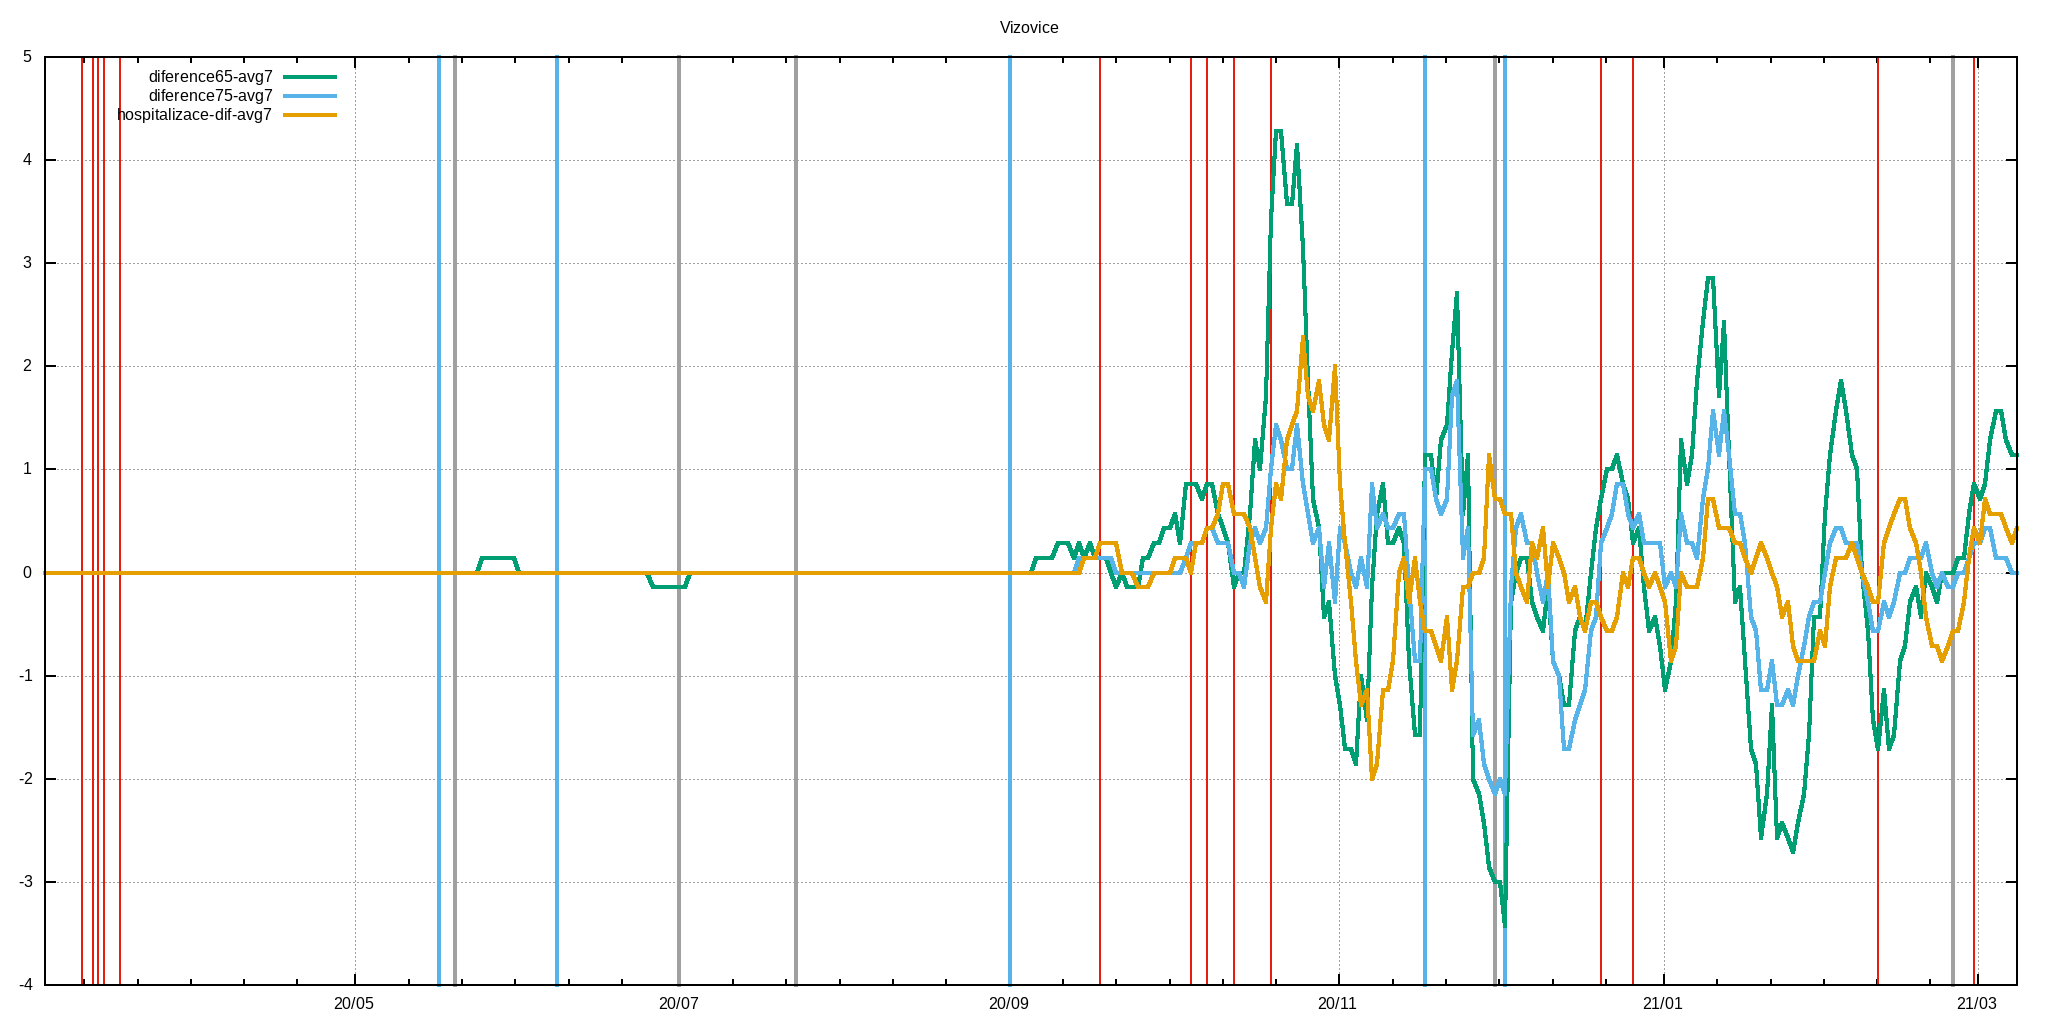 Vizovice
5
diference65-avg7
diference75-avg7
hospitalizace-dif-avg7
4
3
2
1
0
-1
-2
-3
-4
20/05 20/07 20/09 20/11 21/01 21/03